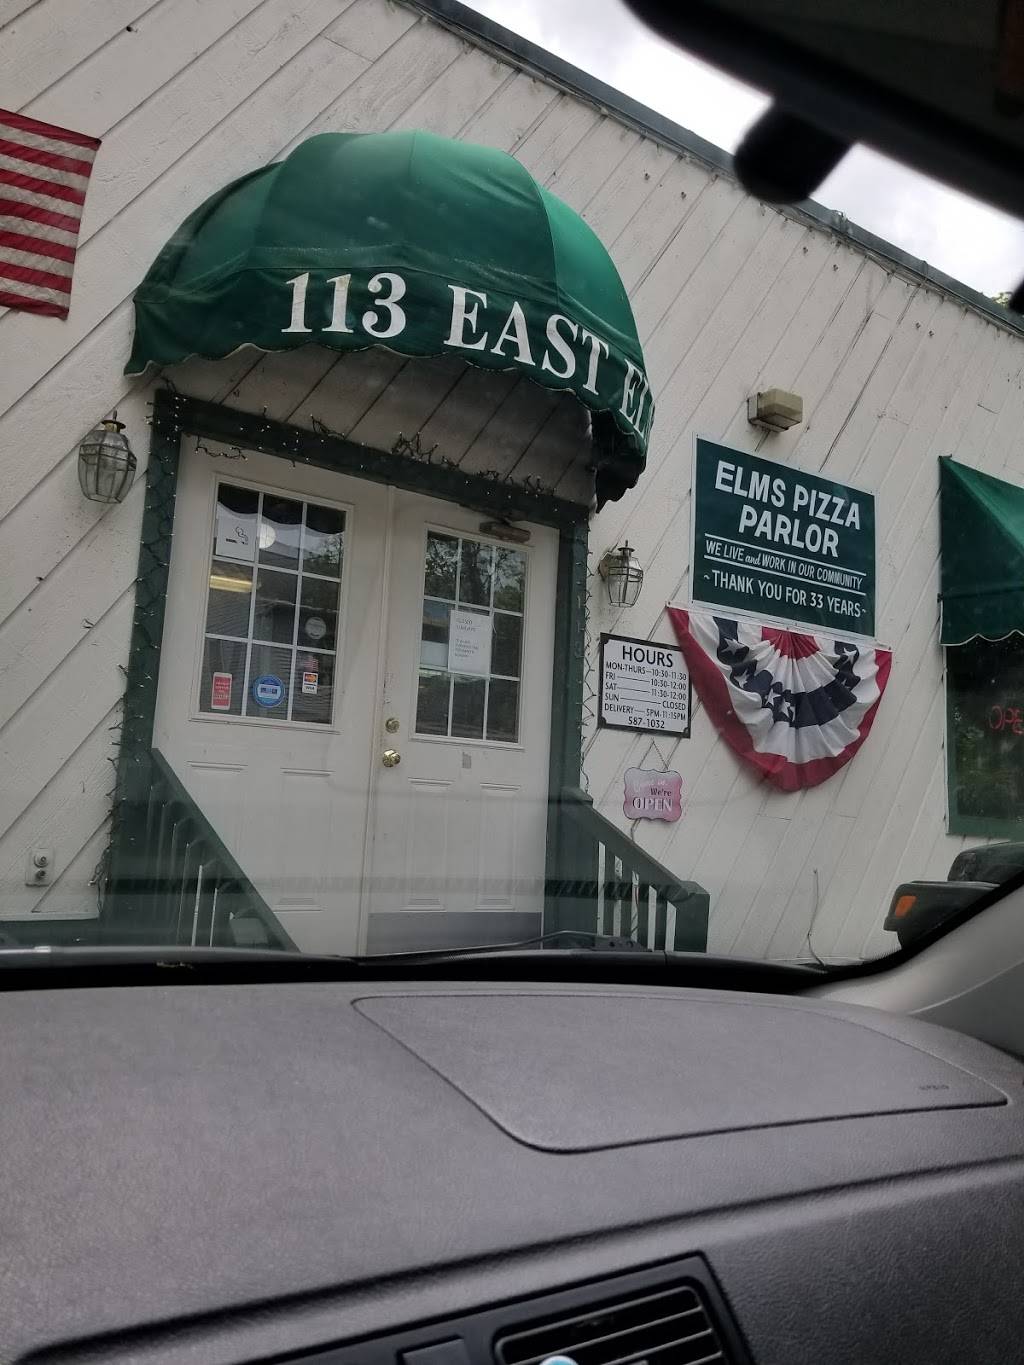 113 EAST
ELMS PIZZA
PARLOR
WE LIVE and WORK IN OUR COMMUNITY
~THANK YOU FOR 33 YEARS~
HOURS
MON-THURS—10:30-11:30
FRI—10:30-12:00
SAT—11:30-12:00
SUN—CLOSED
DELIVERY—5PM-11:15PM
587-1032
We're
OPEN